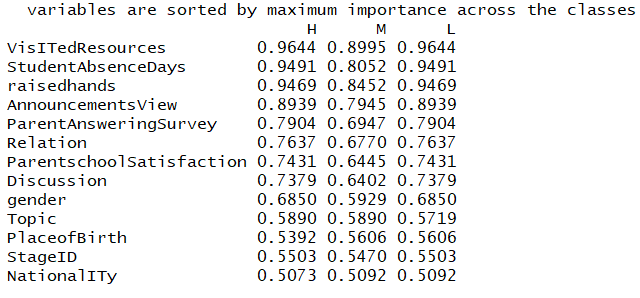 variables are sorted by maximum importance across the classes
H M L
VisITedResources 0.9644 0.8995 0.9644
StudentAbsenceDays 0.9491 0.8052 0.9491
raisedhands 0.9469 0.8452 0.9469
AnnouncementsView 0.8939 0.7945 0.8939
ParentAnsweringSurvey 0.7904 0.6947 0.7904
Relation 0.7637 0.6770 0.7637
ParentschoolSatisfaction 0.7431 0.6445 0.7431
Discussion 0.7379 0.6402 0.7379
gender 0.6850 0.5929 0.6850
Topic 0.5890 0.5890 0.5719
PlaceofBirth 0.5392 0.5606 0.5606
StageID 0.5503 0.5470 0.5503
NationalITy 0.5073 0.5092 0.5092